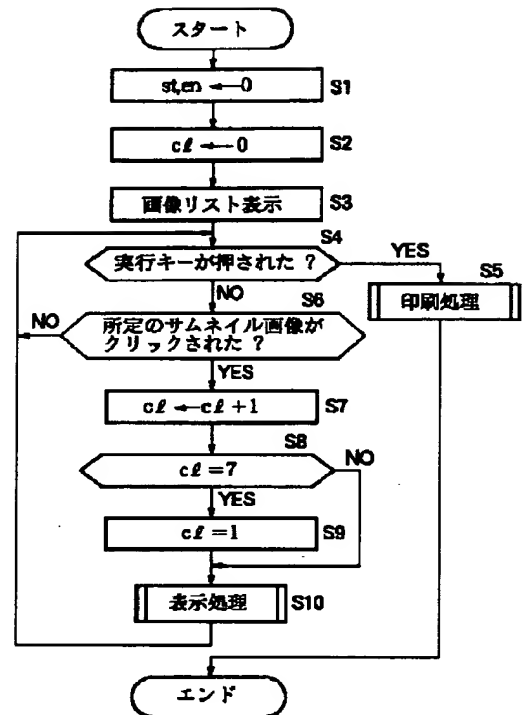 スタート
st,en ← 0 S1
cℓ ← 0 S2
画像リスト表示 S3
S4
実行キーが押された ? YES
S5
印刷処理
NO
S6
NO
所定のサムネイル画像が
クリックされた ?
YES
cℓ ← cℓ +1 S7
S8
cℓ =7 NO
YES
cℓ =1 S9
表示処理 S10
エンド